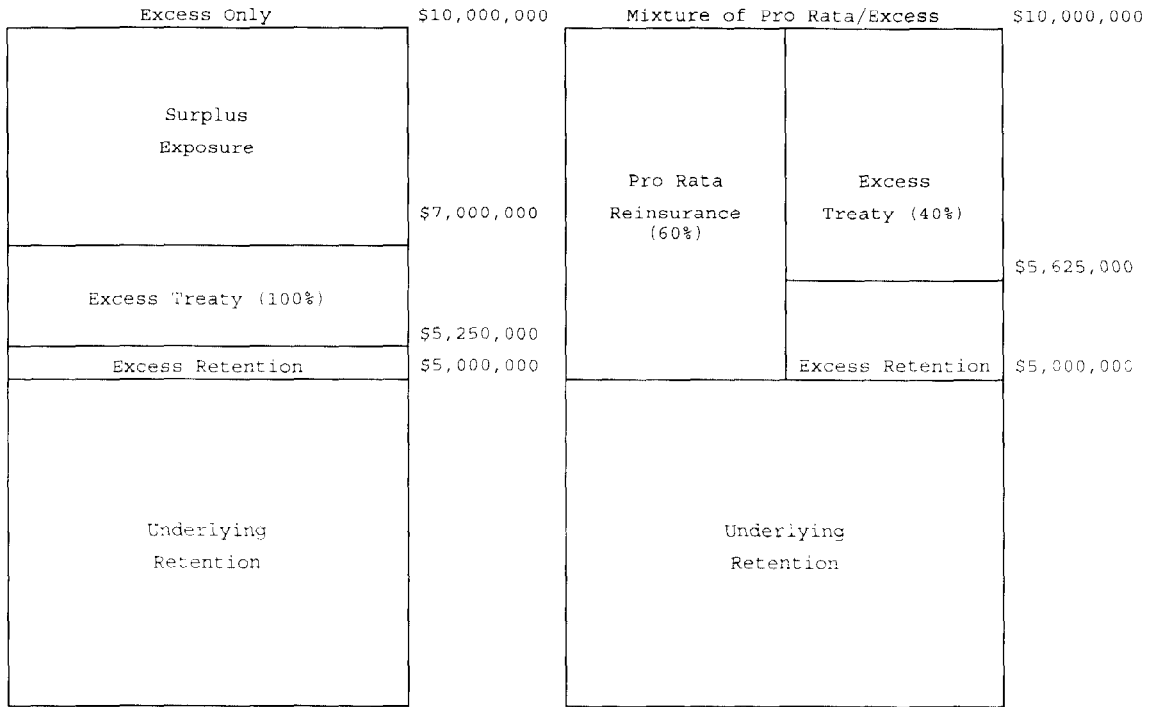 Excess Only
$10,000,000
Surplus
Exposure
$7,000,000
Excess Treaty (100%)
$5,250,000
Excess Retention
$5,000,000
Underlying
Retention
Mixture of Pro Rata/Excess
$10,000,000
Pro Rata
Reinsurance
(60%)
Excess
Treaty (40%)
$5,625,000
Excess Retention
$5,000,000
Underlying
Retention